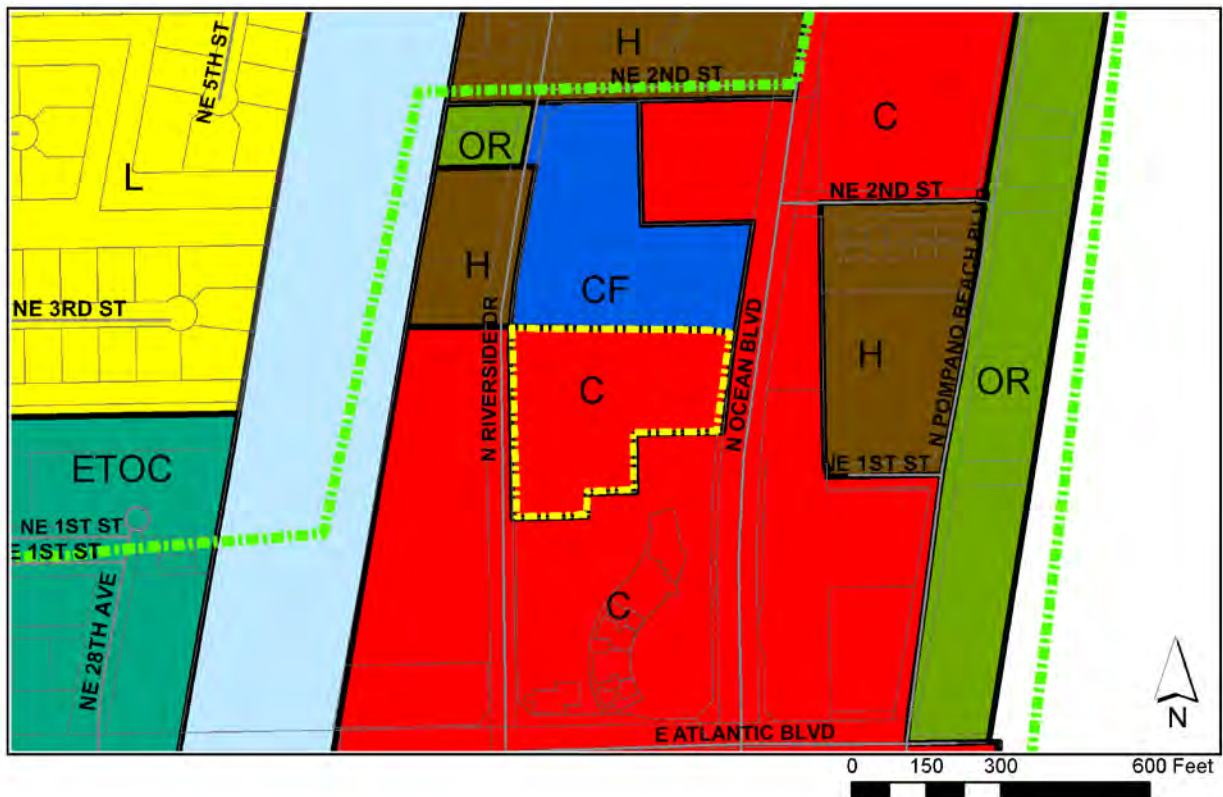 H
NE 2ND ST
NE 5TH ST
C
OR
L
NE 2ND ST
H
CF
NE 3RD ST
N RIVERSIDE DR
C
N OCEAN BLVD
H
N POMPANO BEACH BLVD
OR
NE 1ST ST
ETOC
NE 1ST ST
E 1ST ST
NE 28TH AVE
C
E ATLANTIC BLVD
N
0 150 300 600 Feet